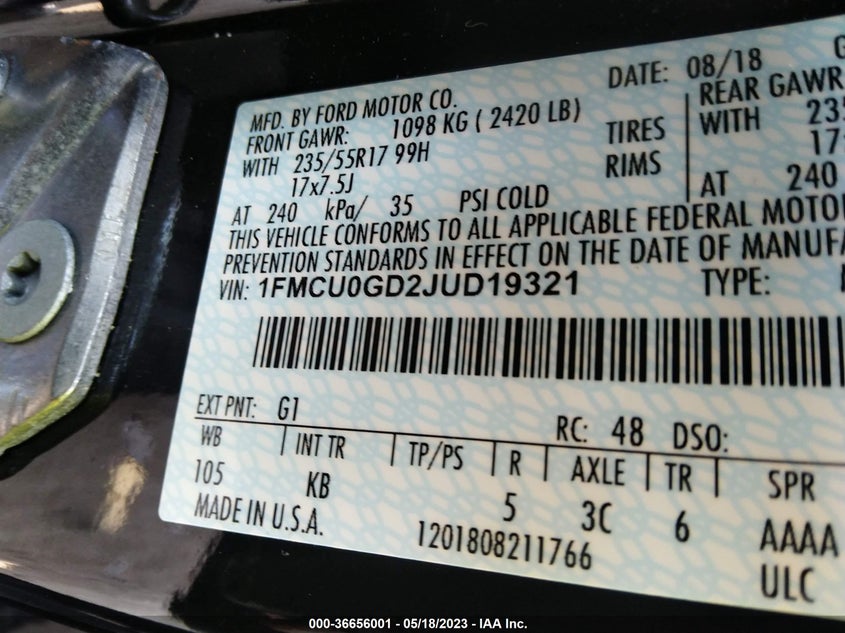 DATE: 08/18 G
MFD. BY FORD MOTOR CO.
FRONT GAWR: 1098 KG ( 2420 LB) REAR GAWR
WITH 235/55R17 99H TIRES WITH 235
17x7.5J RIMS 17
AT 240 kPa/ 35 PSI COLD AT 240
THIS VEHICLE CONFORMS TO ALL APPLICABLE FEDERAL MOTOR
PREVENTION STANDARDS IN EFFECT ON THE DATE OF MANUFA
VIN: 1FMCU0GD2JUD19321 TYPE:
EXT PNT: G1 RC: 48 DSO:
WB INT TR TP/PS R AXLE TR SPR
105 KB 5 3C 6 AAAA
MADE IN U.S.A. 1201808211766 ULC
000-36656001 - 05/18/2023 - IAA Inc.